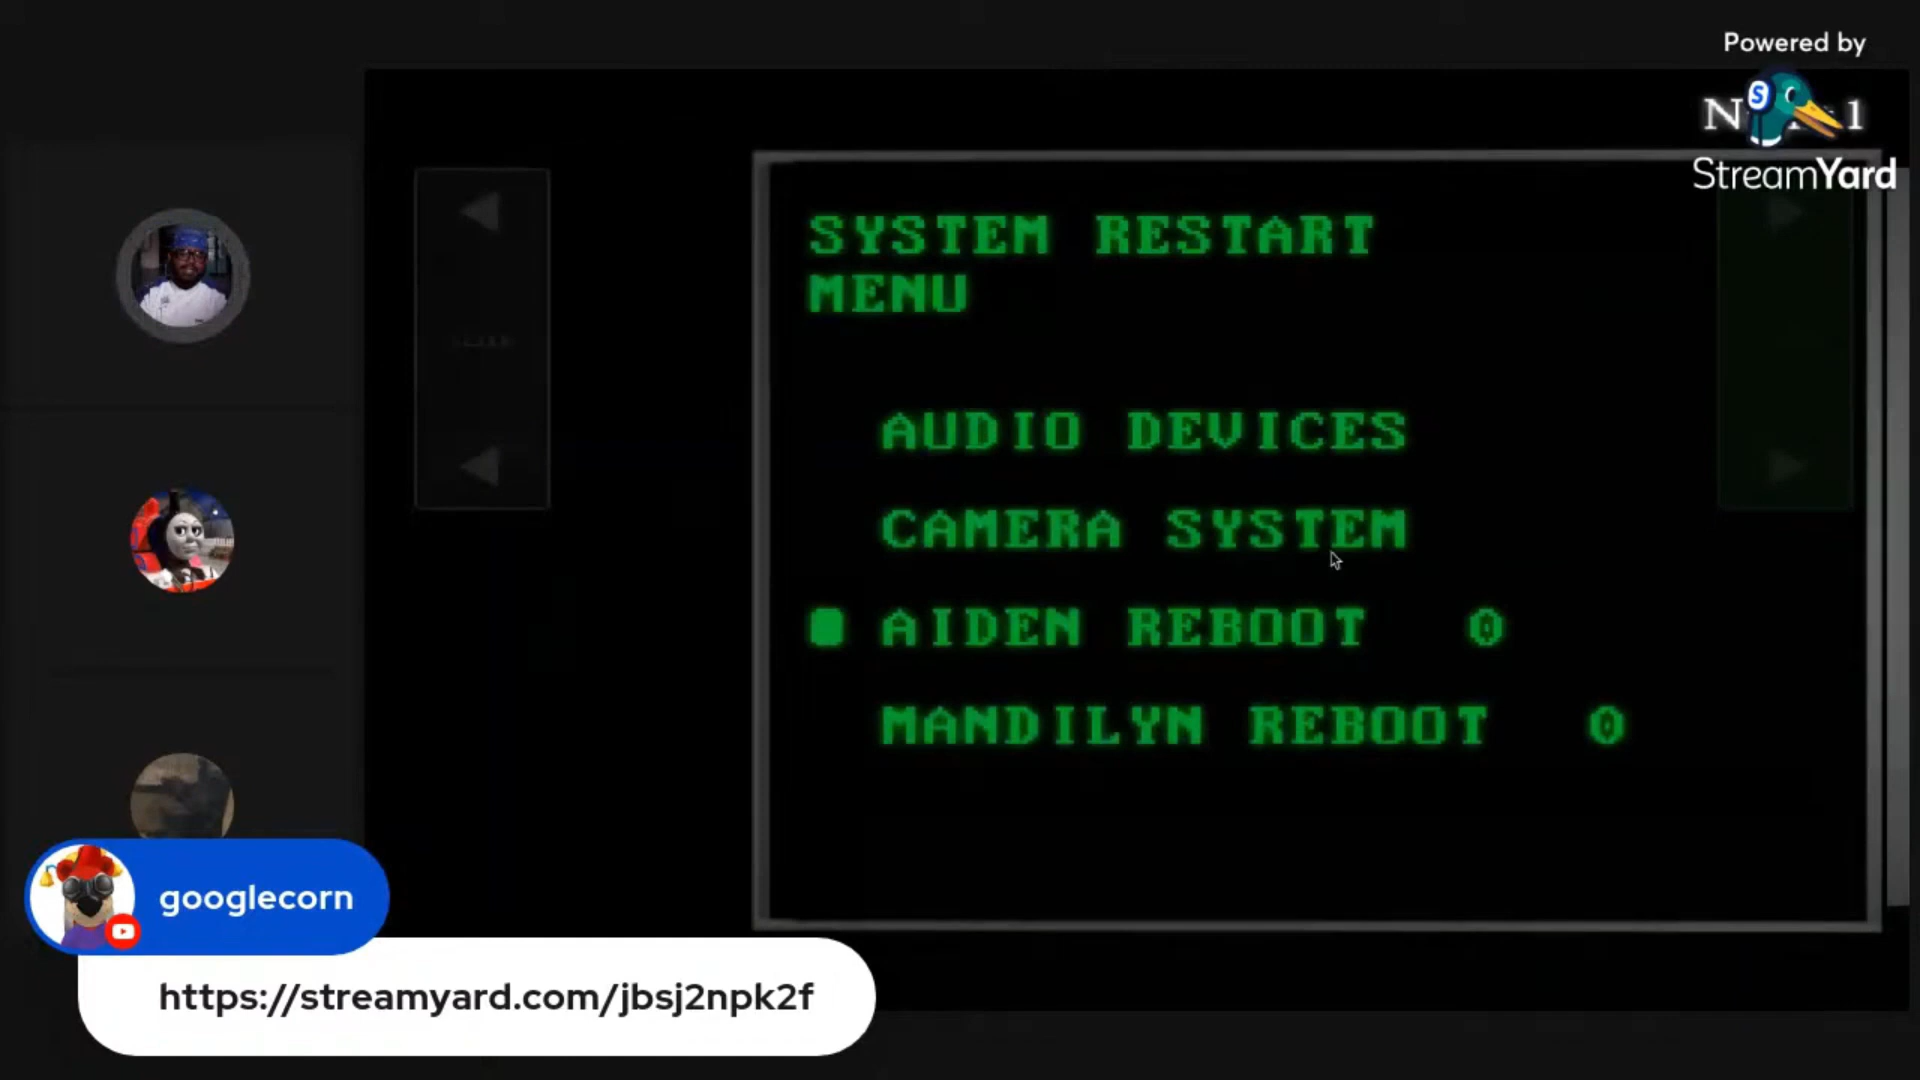 Powered by
StreamYard
SYSTEM RESTART
MENU
AUDIO DEVICES
CAMERA SYSTEM
AIDEN REBOOT 0
MANDILYN REBOOT 0
googlecorn
https://streamyard.com/jbsj2npk2f